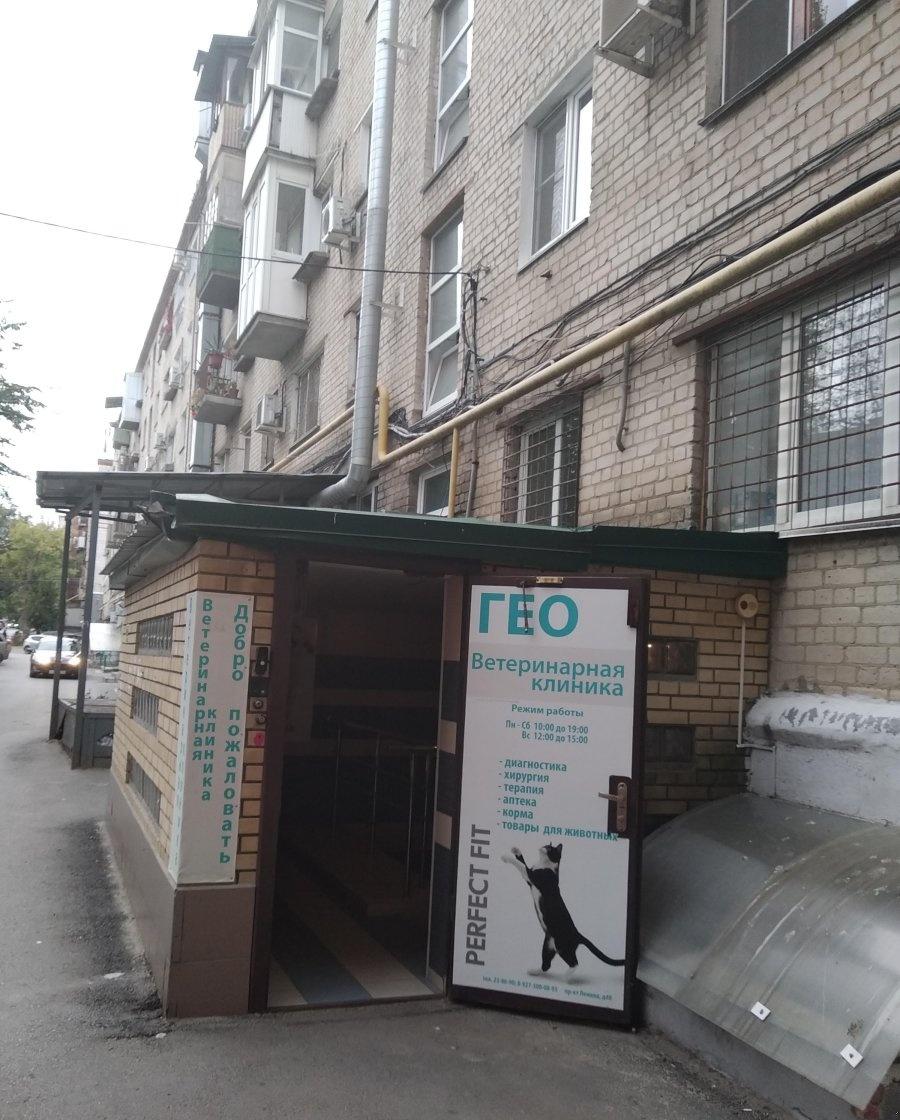 Добро пожаловать
Ветеринарная клиника
ГЕО
Ветеринарная
клиника
Режим работы
Пн - Сб 10:00 до 19:00
Вс 12:00 до 15:00
- диагностика
- хирургия
- терапия
- аптека
- корма
- товары для животных
PERFECT FIT